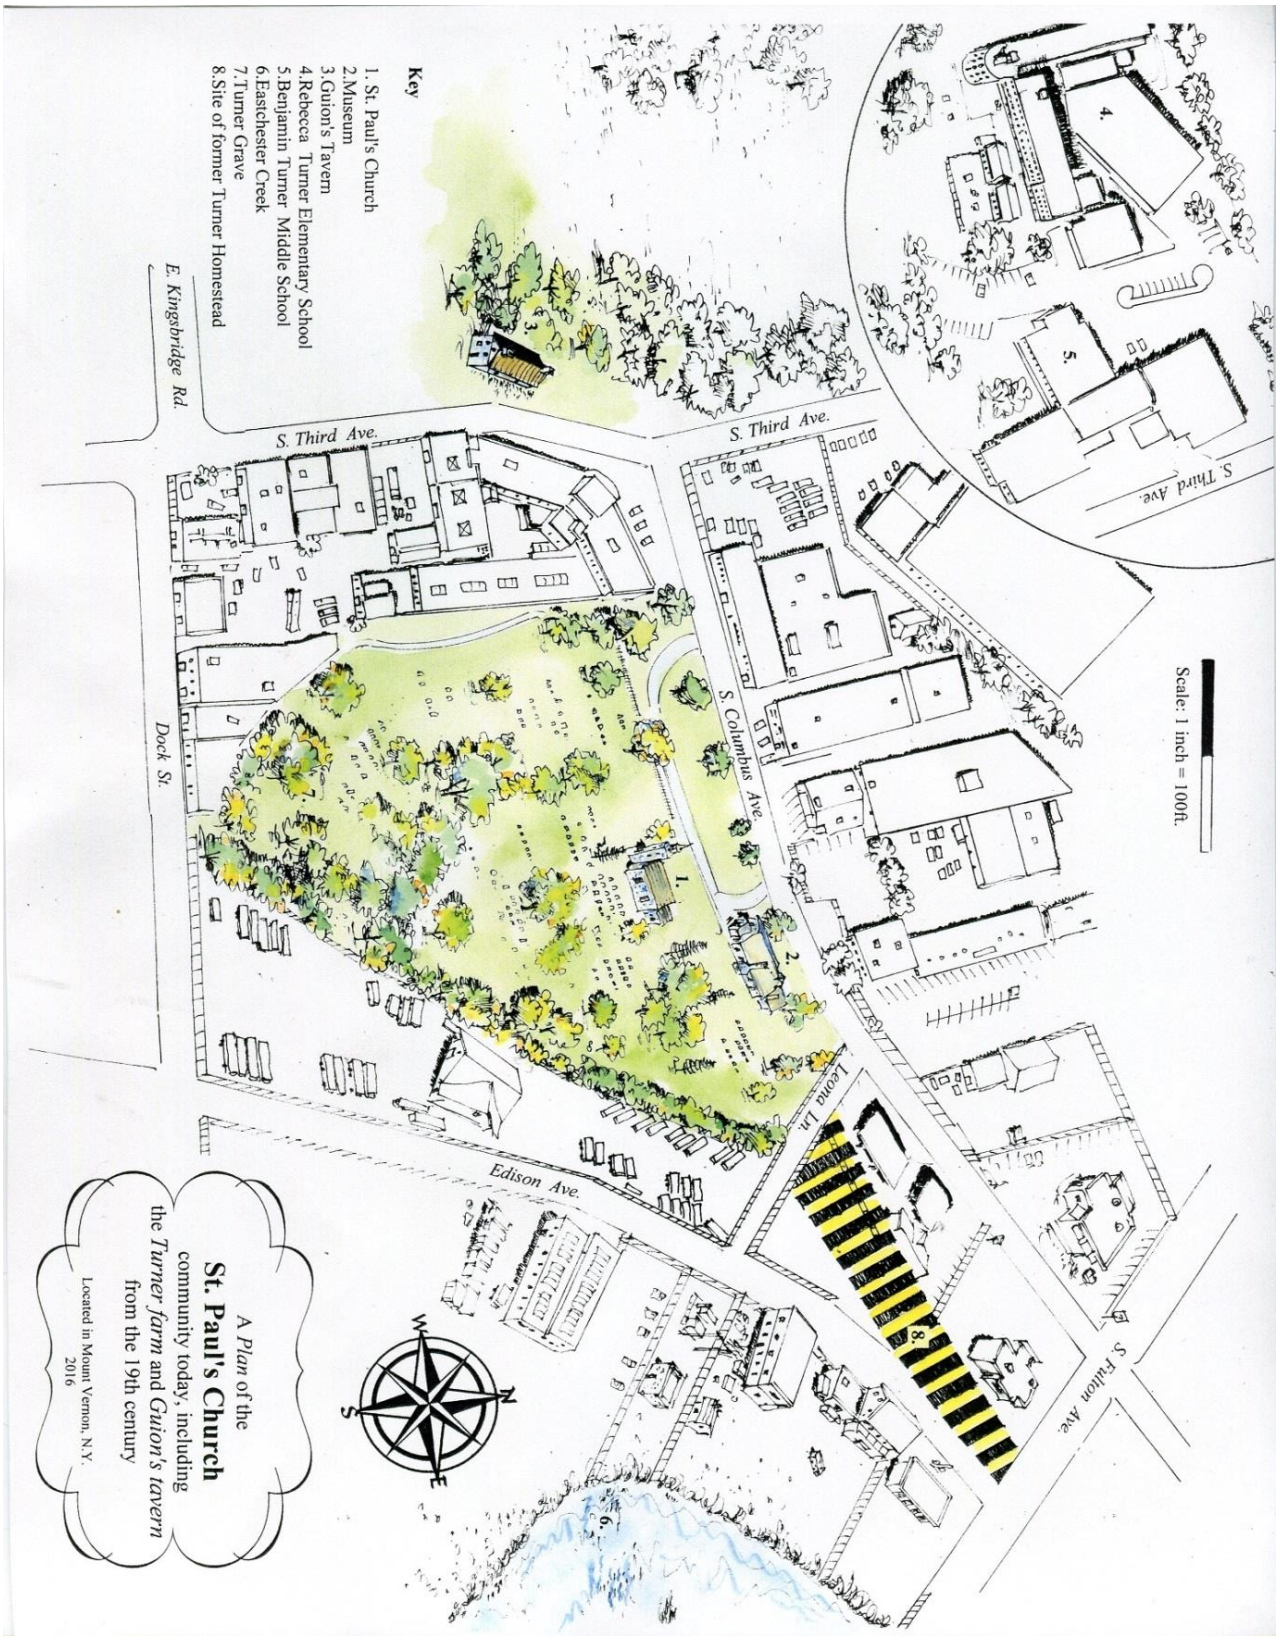 Key
1. St. Paul's Church
2.Museum
3.Guion's Tavern
4.Rebecca Turner Elementary School
5.Benjamin Turner Middle School
6.Eastchester Creek
7.Turner Grave
8.Site of former Turner Homestead
E. Kingsbridge Rd.
S. Third Ave.
S. Third Ave.
S. Third Ave.
S. Columbus Ave.
Dock St.
Leona Ln.
Edison Ave.
S. Fulton Ave.
Scale: 1 inch = 100ft.
1.
2.
3.
4.
5.
6.
8.
W
N
S
E
A Plan of the
St. Paul's Church
community today, including
the Turner farm and Guion's tavern
from the 19th century
Located in Mount Vernon, N.Y.
2016